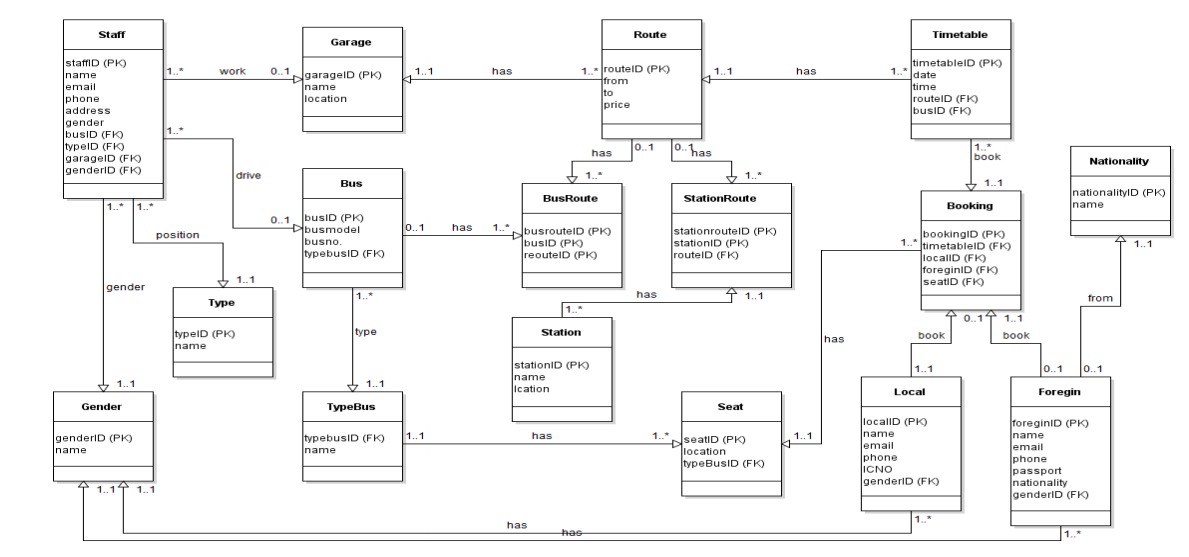 Staff
staffID (PK)
name
email
phone
address
gender
busID (FK)
typeID (FK)
garageID (FK)
genderID (FK)
1..* work 0..1
Garage
garageID (PK)
name
location
1..1 has 1..*
Route
routeID (PK)
from
to
price
1..1 has 1..*
Timetable
timetableID (PK)
date
time
routeID (FK)
busID (FK)
1..*
drive
0..1
Bus
busID (PK)
busmodel
busno.
typebusID (FK)
0..1 has 1..*
0..1
has
1..*
0..1
has
1..*
BusRoute
busrouteID (PK)
busID (PK)
reouteID (PK)
StationRoute
stationrouteID (PK)
stationID (PK)
routeID (FK)
1..*
book
1..1
Booking
bookingID (PK)
timetableID (FK)
localID (FK)
foreginID (FK)
seatID (FK)
Nationality
nationalityID (PK)
name
1..1
from
0..1
1..* 1..*
position
1..1
gender
1..1
Type
typeID (PK)
name
1..*
type
1..1
has
1..1
1..*
Station
stationID (PK)
name
lcation
1..*
has
1..1
0..1 1..1
book book
1..1 0..1
Gender
genderID (PK)
name
TypeBus
typebusID (FK)
name
1..1 has 1..*
Seat
seatID (PK)
location
typeBusID (FK)
Local
localID (PK)
name
email
phone
ICNO
genderID (FK)
Foregin
foreginID (PK)
name
email
phone
passport
nationality
genderID (FK)
1..1 1..1
has 1..*
has 1..*